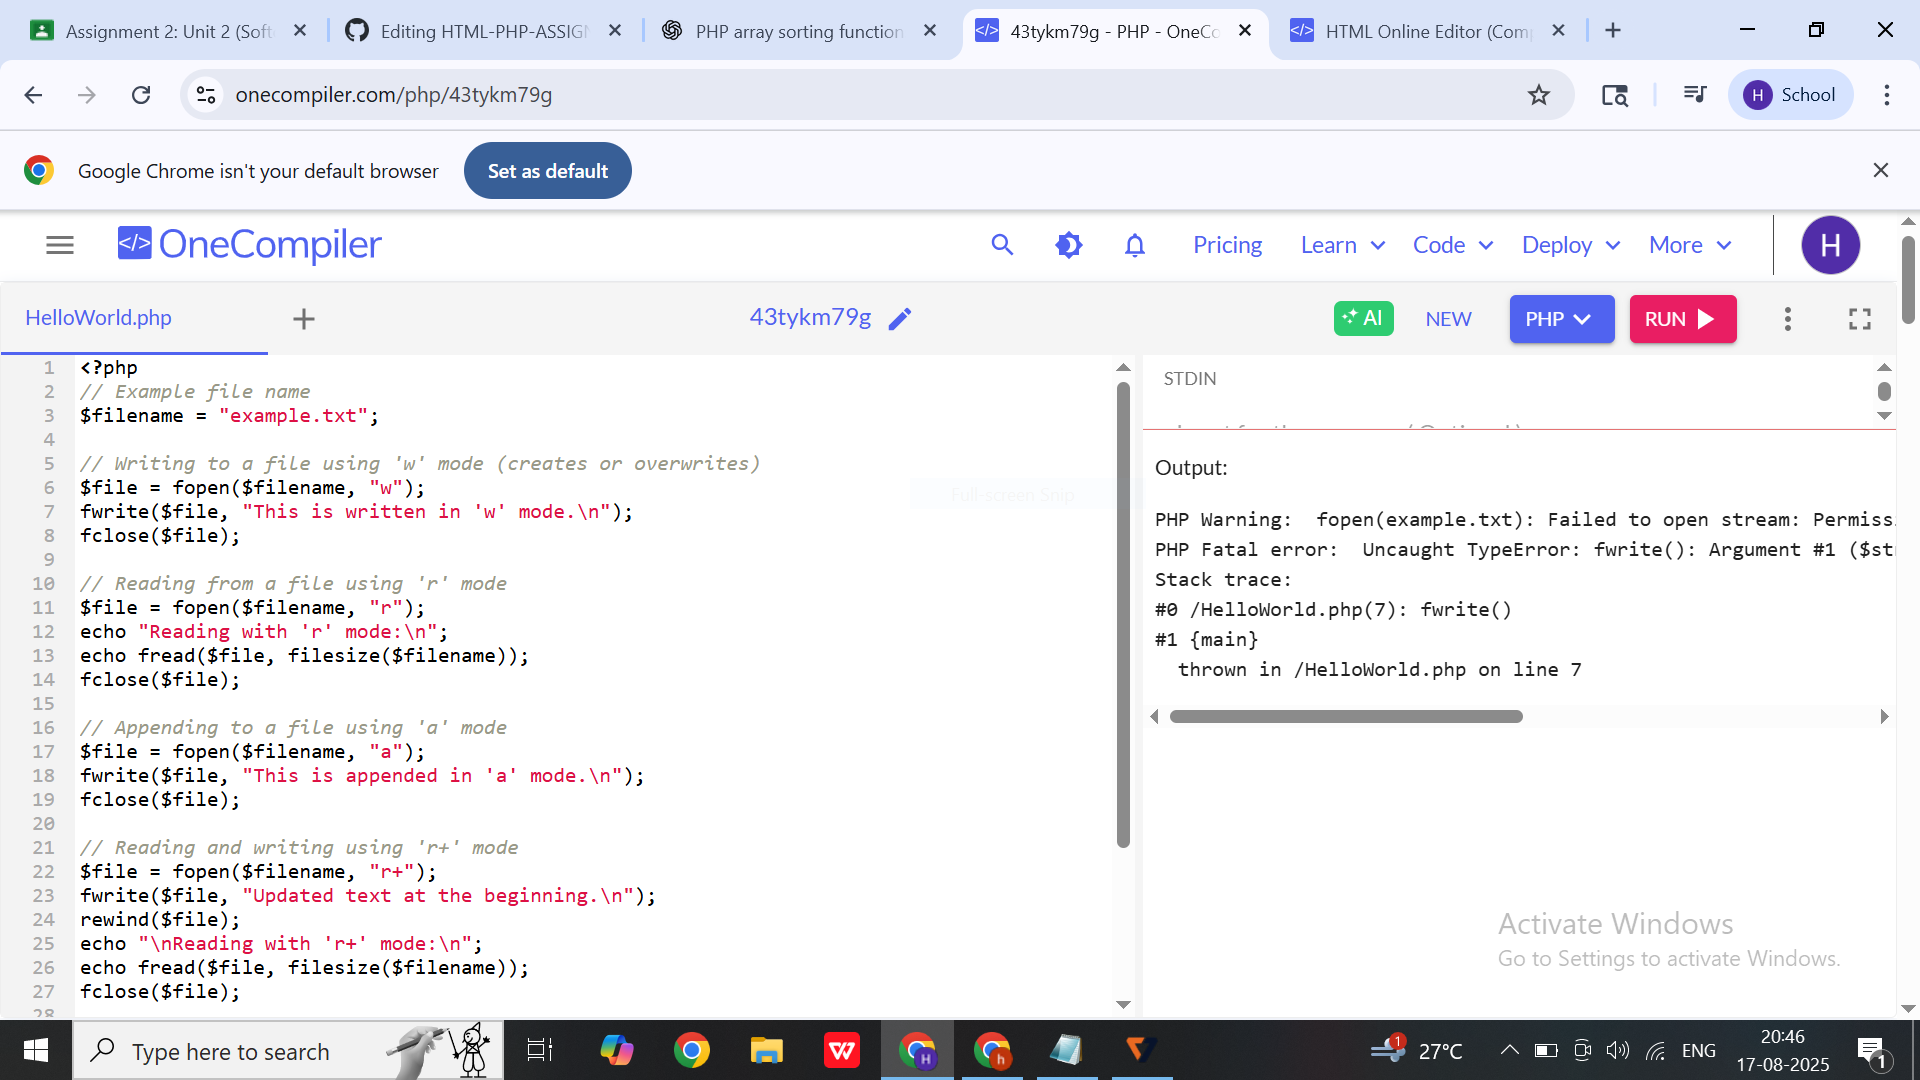 Assignment 2: Unit 2 (Soft
Editing HTML-PHP-ASSIGN
PHP array sorting function
43tykm79g - PHP - OneCo
HTML Online Editor (Com
onecompiler.com/php/43tykm79g
H School
Google Chrome isn't your default browser
Set as default
</> OneCompiler
Pricing
Learn
Code
Deploy
More
H
HelloWorld.php
43tykm79g
AI
NEW
PHP
RUN
1 <?php
2 // Example file name
3 $filename = "example.txt";
4
5 // Writing to a file using 'w' mode (creates or overwrites)
6 $file = fopen($filename, "w");
7 fwrite($file, "This is written in 'w' mode.\n");
8 fclose($file);
9
10 // Reading from a file using 'r' mode
11 $file = fopen($filename, "r");
12 echo "Reading with 'r' mode:\n";
13 echo fread($file, filesize($filename));
14 fclose($file);
15
16 // Appending to a file using 'a' mode
17 $file = fopen($filename, "a");
18 fwrite($file, "This is appended in 'a' mode.\n");
19 fclose($file);
20
21 // Reading and writing using 'r+' mode
22 $file = fopen($filename, "r+");
23 fwrite($file, "Updated text at the beginning.\n");
24 rewind($file);
25 echo "\nReading with 'r+' mode:\n";
26 echo fread($file, filesize($filename));
27 fclose($file);
28
Full-screen Snip
STDIN
Output:
PHP Warning:  fopen(example.txt): Failed to open stream: Permiss
PHP Fatal error:  Uncaught TypeError: fwrite(): Argument #1 ($st
Stack trace:
#0 /HelloWorld.php(7): fwrite()
#1 {main}
  thrown in /HelloWorld.php on line 7
Activate Windows
Go to Settings to activate Windows.
Type here to search
1
27°C
ENG
20:46
17-08-2025
1